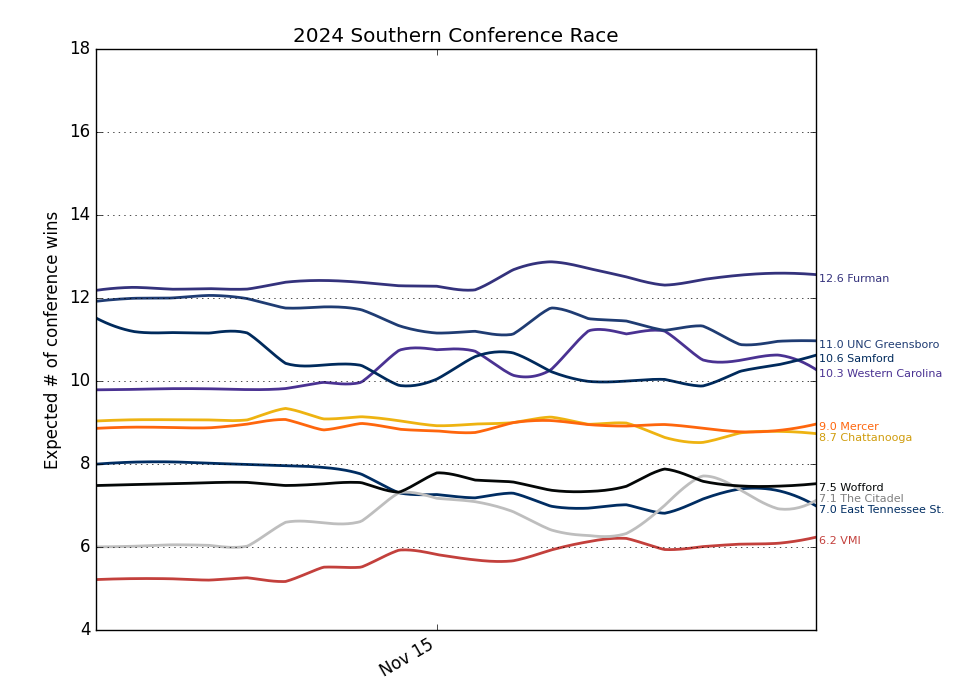 2024 Southern Conference Race
Expected # of conference wins
18
16
14
12
10
8
6
4
Nov 15
12.6 Furman
11.0 UNC Greensboro
10.6 Samford
10.3 Western Carolina
9.0 Mercer
8.7 Chattanooga
7.5 Wofford
7.1 The Citadel
7.0 East Tennessee St.
6.2 VMI